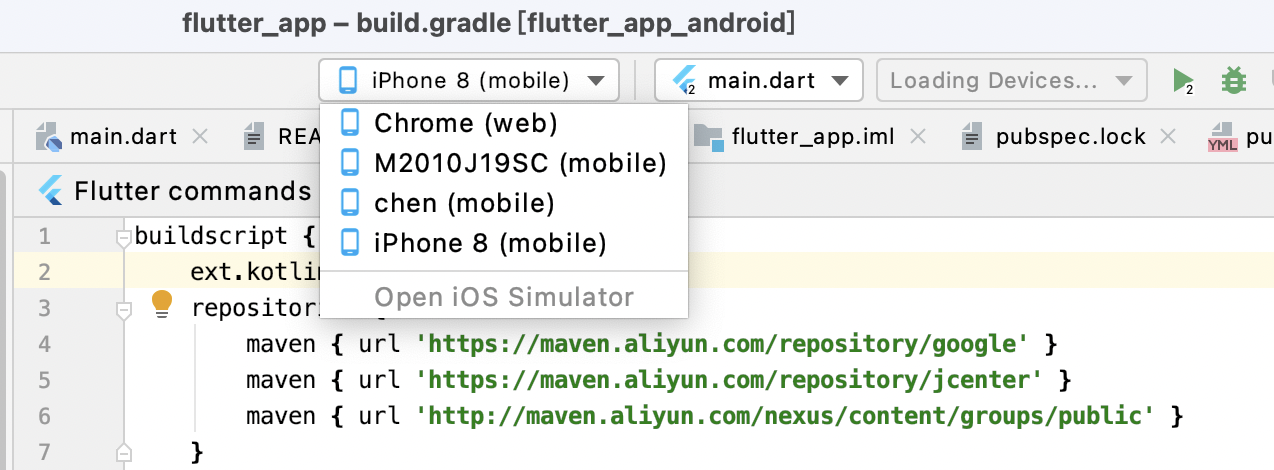 flutter_app – build.gradle [flutter_app_android]
iPhone 8 (mobile)
2 main.dart
Loading Devices...
2
Chrome (web)
M2010J19SC (mobile)
chen (mobile)
iPhone 8 (mobile)
Open iOS Simulator
main.dart
REA
flutter_app.iml
pubspec.lock
YML pu
Flutter commands
1 buildscript {
2 ext.kotlin
3 repositori {
4 maven { url 'https://maven.aliyun.com/repository/google' }
5 maven { url 'https://maven.aliyun.com/repository/jcenter' }
6 maven { url 'http://maven.aliyun.com/nexus/content/groups/public' }
7 }